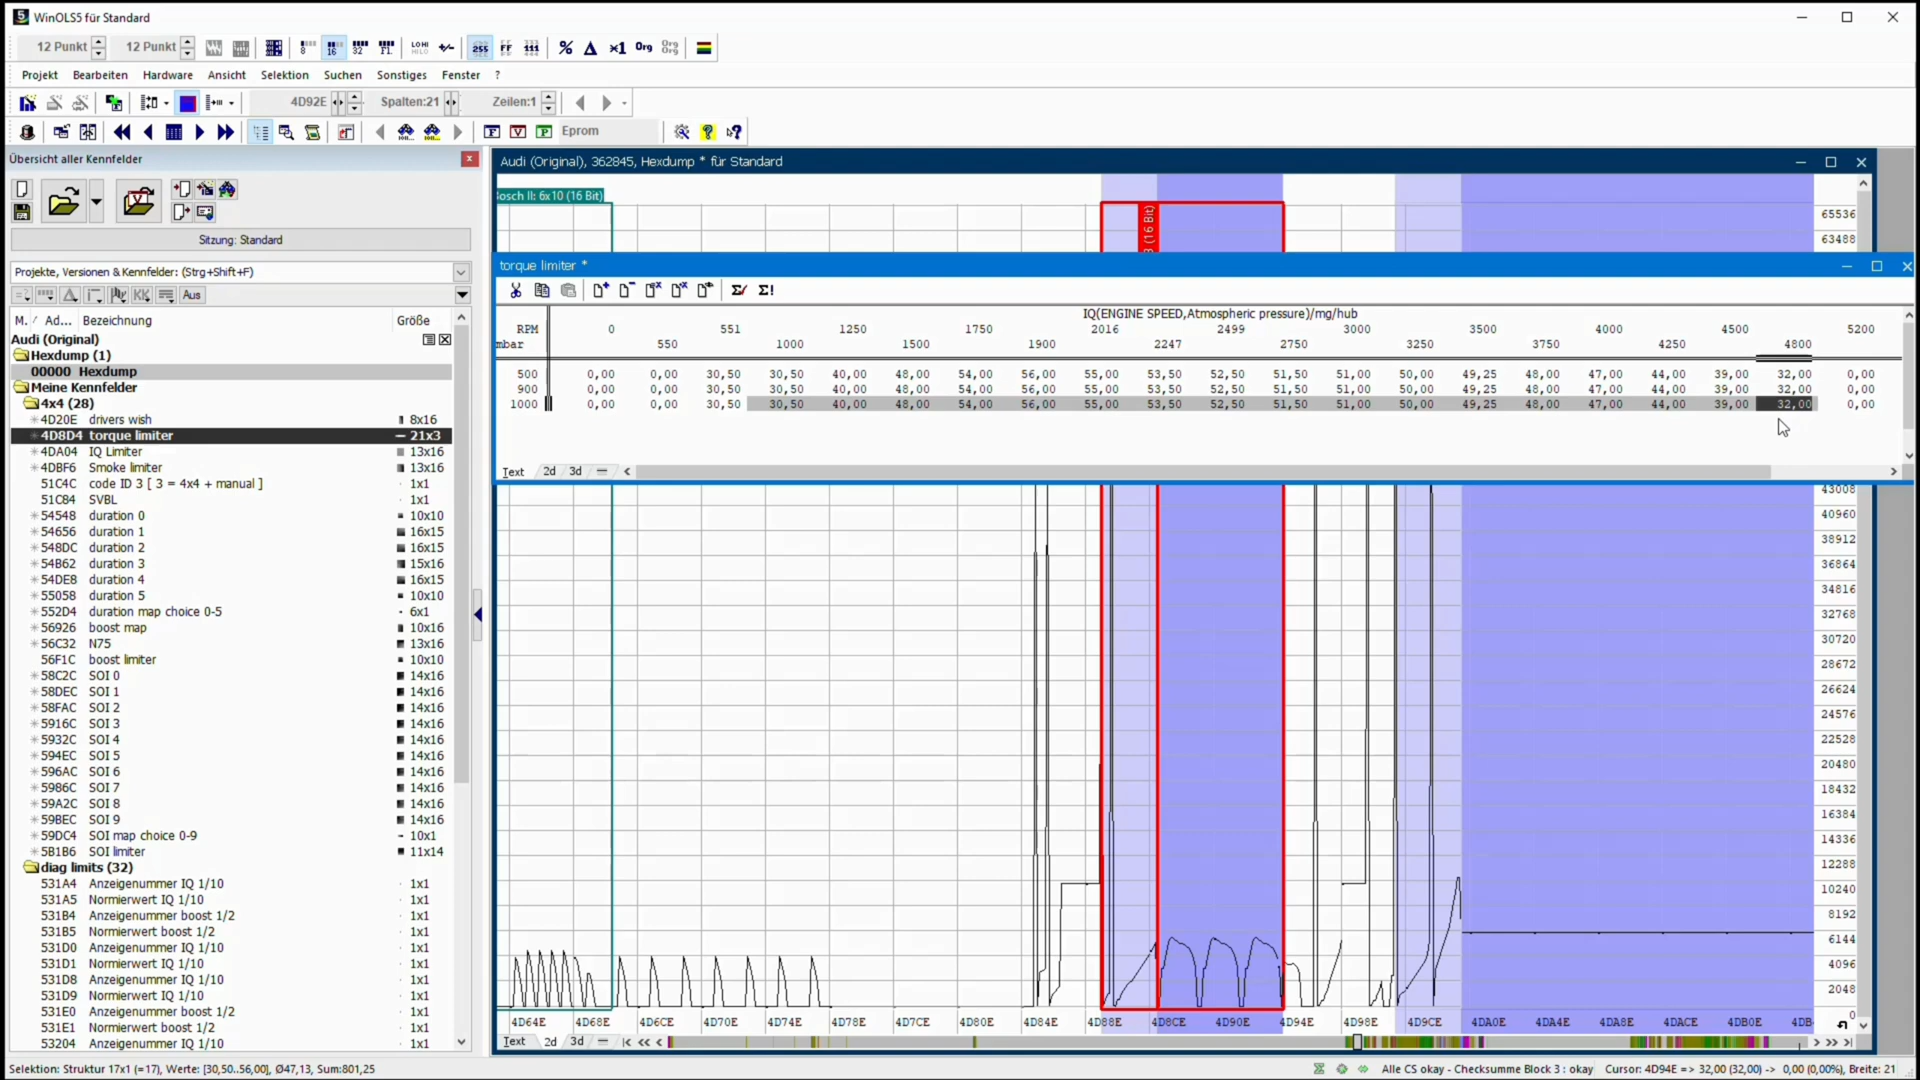 WinOLS5 für Standard
12 Punkt 12 Punkt 8 16 32 F1. LOHI HILO +/- 255 FF 111 % Δ ×1 Org Org Org
Projekt Bearbeiten Hardware Ansicht Selektion Suchen Sonstiges Fenster ?
4D92E Spalten:21 Zeilen:1
F V P Eprom
Übersicht aller Kennfelder
Sitzung: Standard
Projekte, Versionen & Kennfelder: (Strg+Shift+F)
Aus
M. / Ad... Bezeichnung Größe
Audi (Original)
Hexdump (1)
00000 Hexdump
Meine Kennfelder
4x4 (28)
4D20E drivers wish 8x16
4D8D4 torque limiter 21x3
4DA04 IQ Limiter 13x16
4DBF6 Smoke limiter 13x16
51C4C code ID 3 [ 3 = 4x4 + manual ] 1x1
51C84 SVBL 1x1
54548 duration 0 10x10
54656 duration 1 16x15
548DC duration 2 16x15
54B62 duration 3 15x16
54DE8 duration 4 16x15
55058 duration 5 10x10
552D4 duration map choice 0-5 6x1
56926 boost map 10x16
56C32 N75 13x16
56F1C boost limiter 10x10
58C2C SOI 0 14x16
58DEC SOI 1 14x16
58FAC SOI 2 14x16
5916C SOI 3 14x16
5932C SOI 4 14x16
594EC SOI 5 14x16
596AC SOI 6 14x16
5986C SOI 7 14x16
59A2C SOI 8 14x16
59BEC SOI 9 14x16
59DC4 SOI map choice 0-9 10x1
5B1B6 SOI limiter 11x14
diag limits (32)
531A4 Anzeigenummer IQ 1/10 1x1
531A5 Normierwert IQ 1/10 1x1
531B4 Anzeigenummer boost 1/2 1x1
531B5 Normierwert boost 1/2 1x1
531D0 Anzeigenummer IQ 1/10 1x1
531D1 Normierwert IQ 1/10 1x1
531D8 Anzeigenummer IQ 1/10 1x1
531D9 Normierwert IQ 1/10 1x1
531E0 Anzeigenummer boost 1/2 1x1
531E1 Normierwert boost 1/2 1x1
53204 Anzeigenummer IQ 1/10 1x1
Audi (Original), 362845, Hexdump * für Standard
Bosch II: 6x10 (16 Bit)
3 (16 Bit)
65536
63488
torque limiter *
IQ(ENGINE SPEED,Atmospheric pressure)/mg/hub
RPM 0 551 1250 1750 2016 2499 3000 3500 4000 4500 5200
mbar 550 1000 1500 1900 2247 2750 3250 3750 4250 4800
500 0,00 0,00 30,50 30,50 40,00 48,00 54,00 56,00 55,00 53,50 52,50 51,50 51,00 50,00 49,25 48,00 47,00 44,00 39,00 32,00 0,00
900 0,00 0,00 30,50 30,50 40,00 48,00 54,00 56,00 55,00 53,50 52,50 51,50 51,00 50,00 49,25 48,00 47,00 44,00 39,00 32,00 0,00
1000 0,00 0,00 30,50 30,50 40,00 48,00 54,00 56,00 55,00 53,50 52,50 51,50 51,00 50,00 49,25 48,00 47,00 44,00 39,00 32,00 0,00
Text 2d 3d
43008
40960
38912
36864
34816
32768
30720
28672
26624
24576
22528
20480
18432
16384
14336
12288
10240
8192
6144
4096
2048
0
4D64E 4D68E 4D6CE 4D70E 4D74E 4D78E 4D7CE 4D80E 4D84E 4D88E 4D8CE 4D90E 4D94E 4D98E 4D9CE 4DA0E 4DA4E 4DA8E 4DACE 4DB0E 4DB
Text 2d 3d
Selektion: Struktur 17x1 (=17), Werte: [30,50..56,00], Ø47,13, Sum:801,25
Alle CS okay - Checksumme Block 3 : okay Cursor: 4D94E => 32,00 (32,00) -> 0,00 (0,00%), Breite: 21